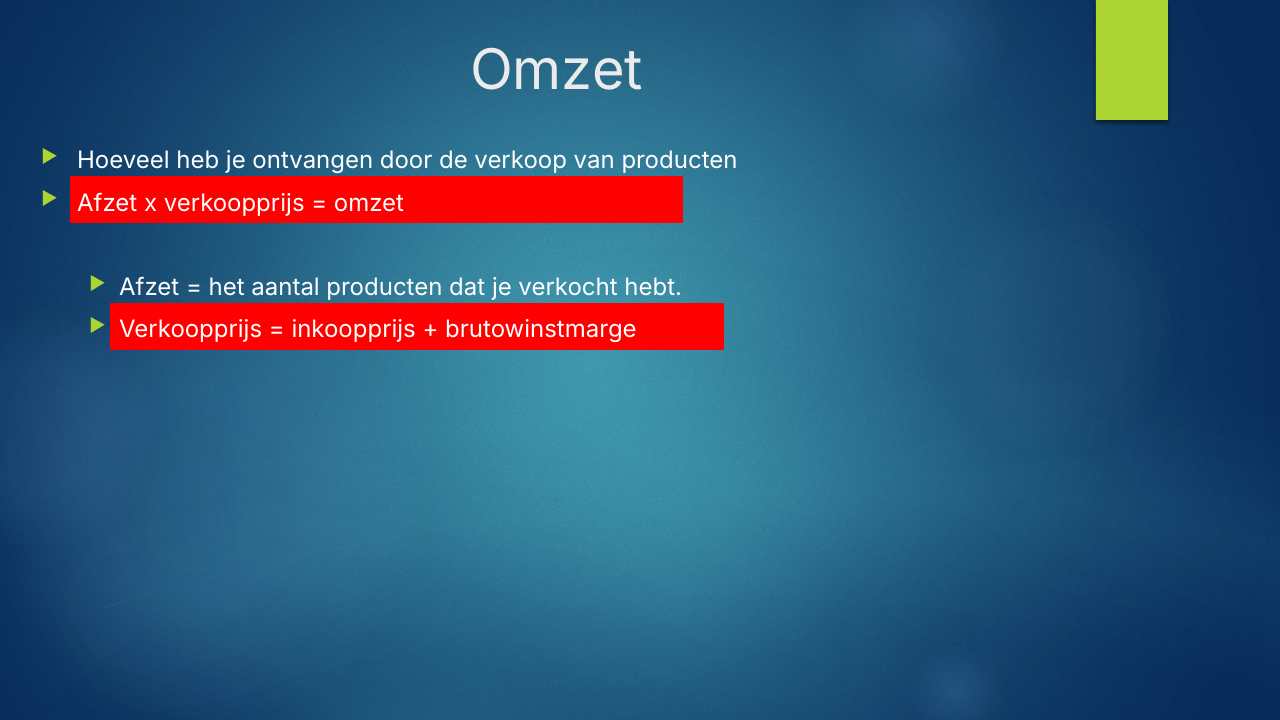 Omzet
Hoeveel heb je ontvangen door de verkoop van producten
Afzet x verkoopprijs = omzet
Afzet = het aantal producten dat je verkocht hebt.
Verkoopprijs = inkoopprijs + brutowinstmarge